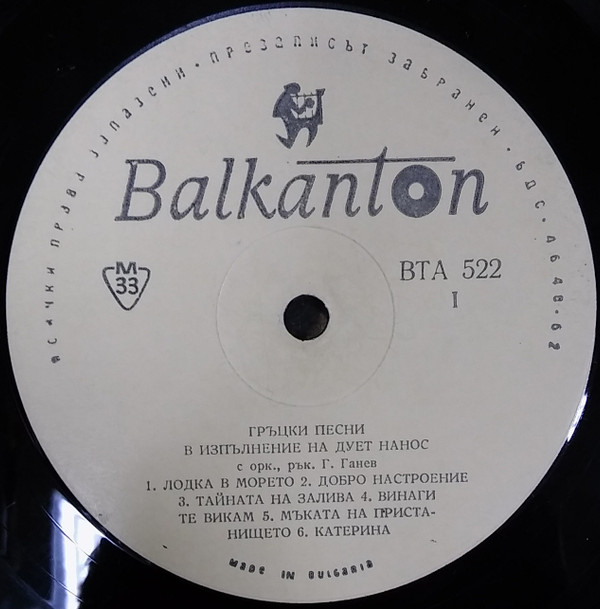 ВСИЧКИ ПРАВА ЗАПАЗЕНИ · ПРЕЗАПИСЪТ ЗАБРАНЕН · БДС · 4648-62
Balkanton
M
33
ВТА 522
I
ГРЪЦКИ ПЕСНИ
В ИЗПЪЛНЕНИЕ НА ДУЕТ НАНОС
с орк., рък. Г. Ганев
1. ЛОДКА В МОРЕТО 2. ДОБРО НАСТРОЕНИЕ
3. ТАЙНАТА НА ЗАЛИВА 4. ВИНАГИ
ТЕ ВИКАМ 5. МЪКАТА НА ПРИСТА-
НИЩЕТО 6. КАТЕРИНА
MADE IN BULGARIA